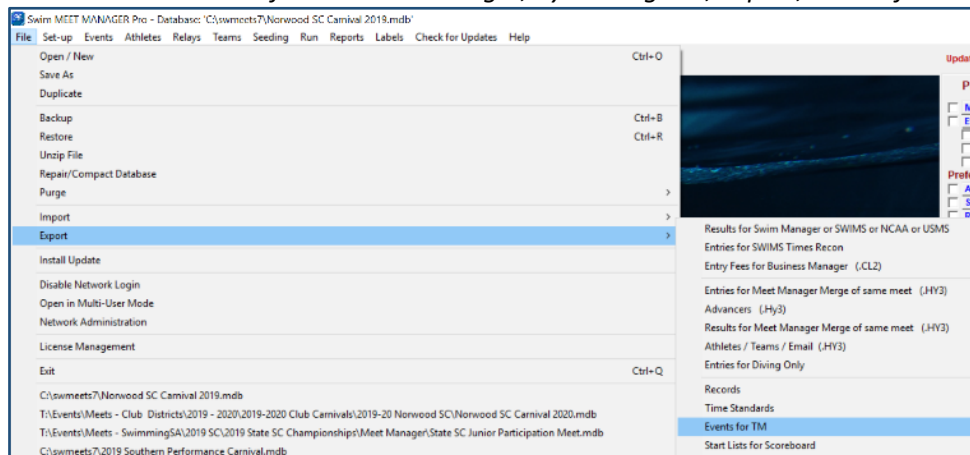 Swim MEET MANAGER Pro - Database: 'C:\swmeets7\Norwood SC Carnival 2019.mdb'
File Set-up Events Athletes Relays Teams Seeding Run Reports Labels Check for Updates Help
Open / New Ctrl+O
Save As
Duplicate
Backup Ctrl+B
Restore Ctrl+R
Unzip File
Repair/Compact Database
Purge >
Import >
Export >
Install Update
Disable Network Login
Open in Multi-User Mode
Network Administration
License Management
Exit Ctrl+Q
C:\swmeets7\Norwood SC Carnival 2019.mdb
T:\Events\Meets - Club Districts\2019 - 2020\2019-2020 Club Carnivals\2019-20 Norwood SC\Norwood SC Carnival 2020.mdb
T:\Events\Meets - SwimmingSA\2019 SC\2019 State SC Championships\Meet Manager\State SC Junior Participation Meet.mdb
C:\swmeets7\2019 Southern Performance Carnival.mdb
Results for Swim Manager or SWIMS or NCAA or USMS
Entries for SWIMS Times Recon
Entry Fees for Business Manager (.CL2)
Entries for Meet Manager Merge of same meet (.HY3)
Advancers (.Hy3)
Results for Meet Manager Merge of same meet (.HY3)
Athletes / Teams / Email (.HY3)
Entries for Diving Only
Records
Time Standards
Events for TM
Start Lists for Scoreboard